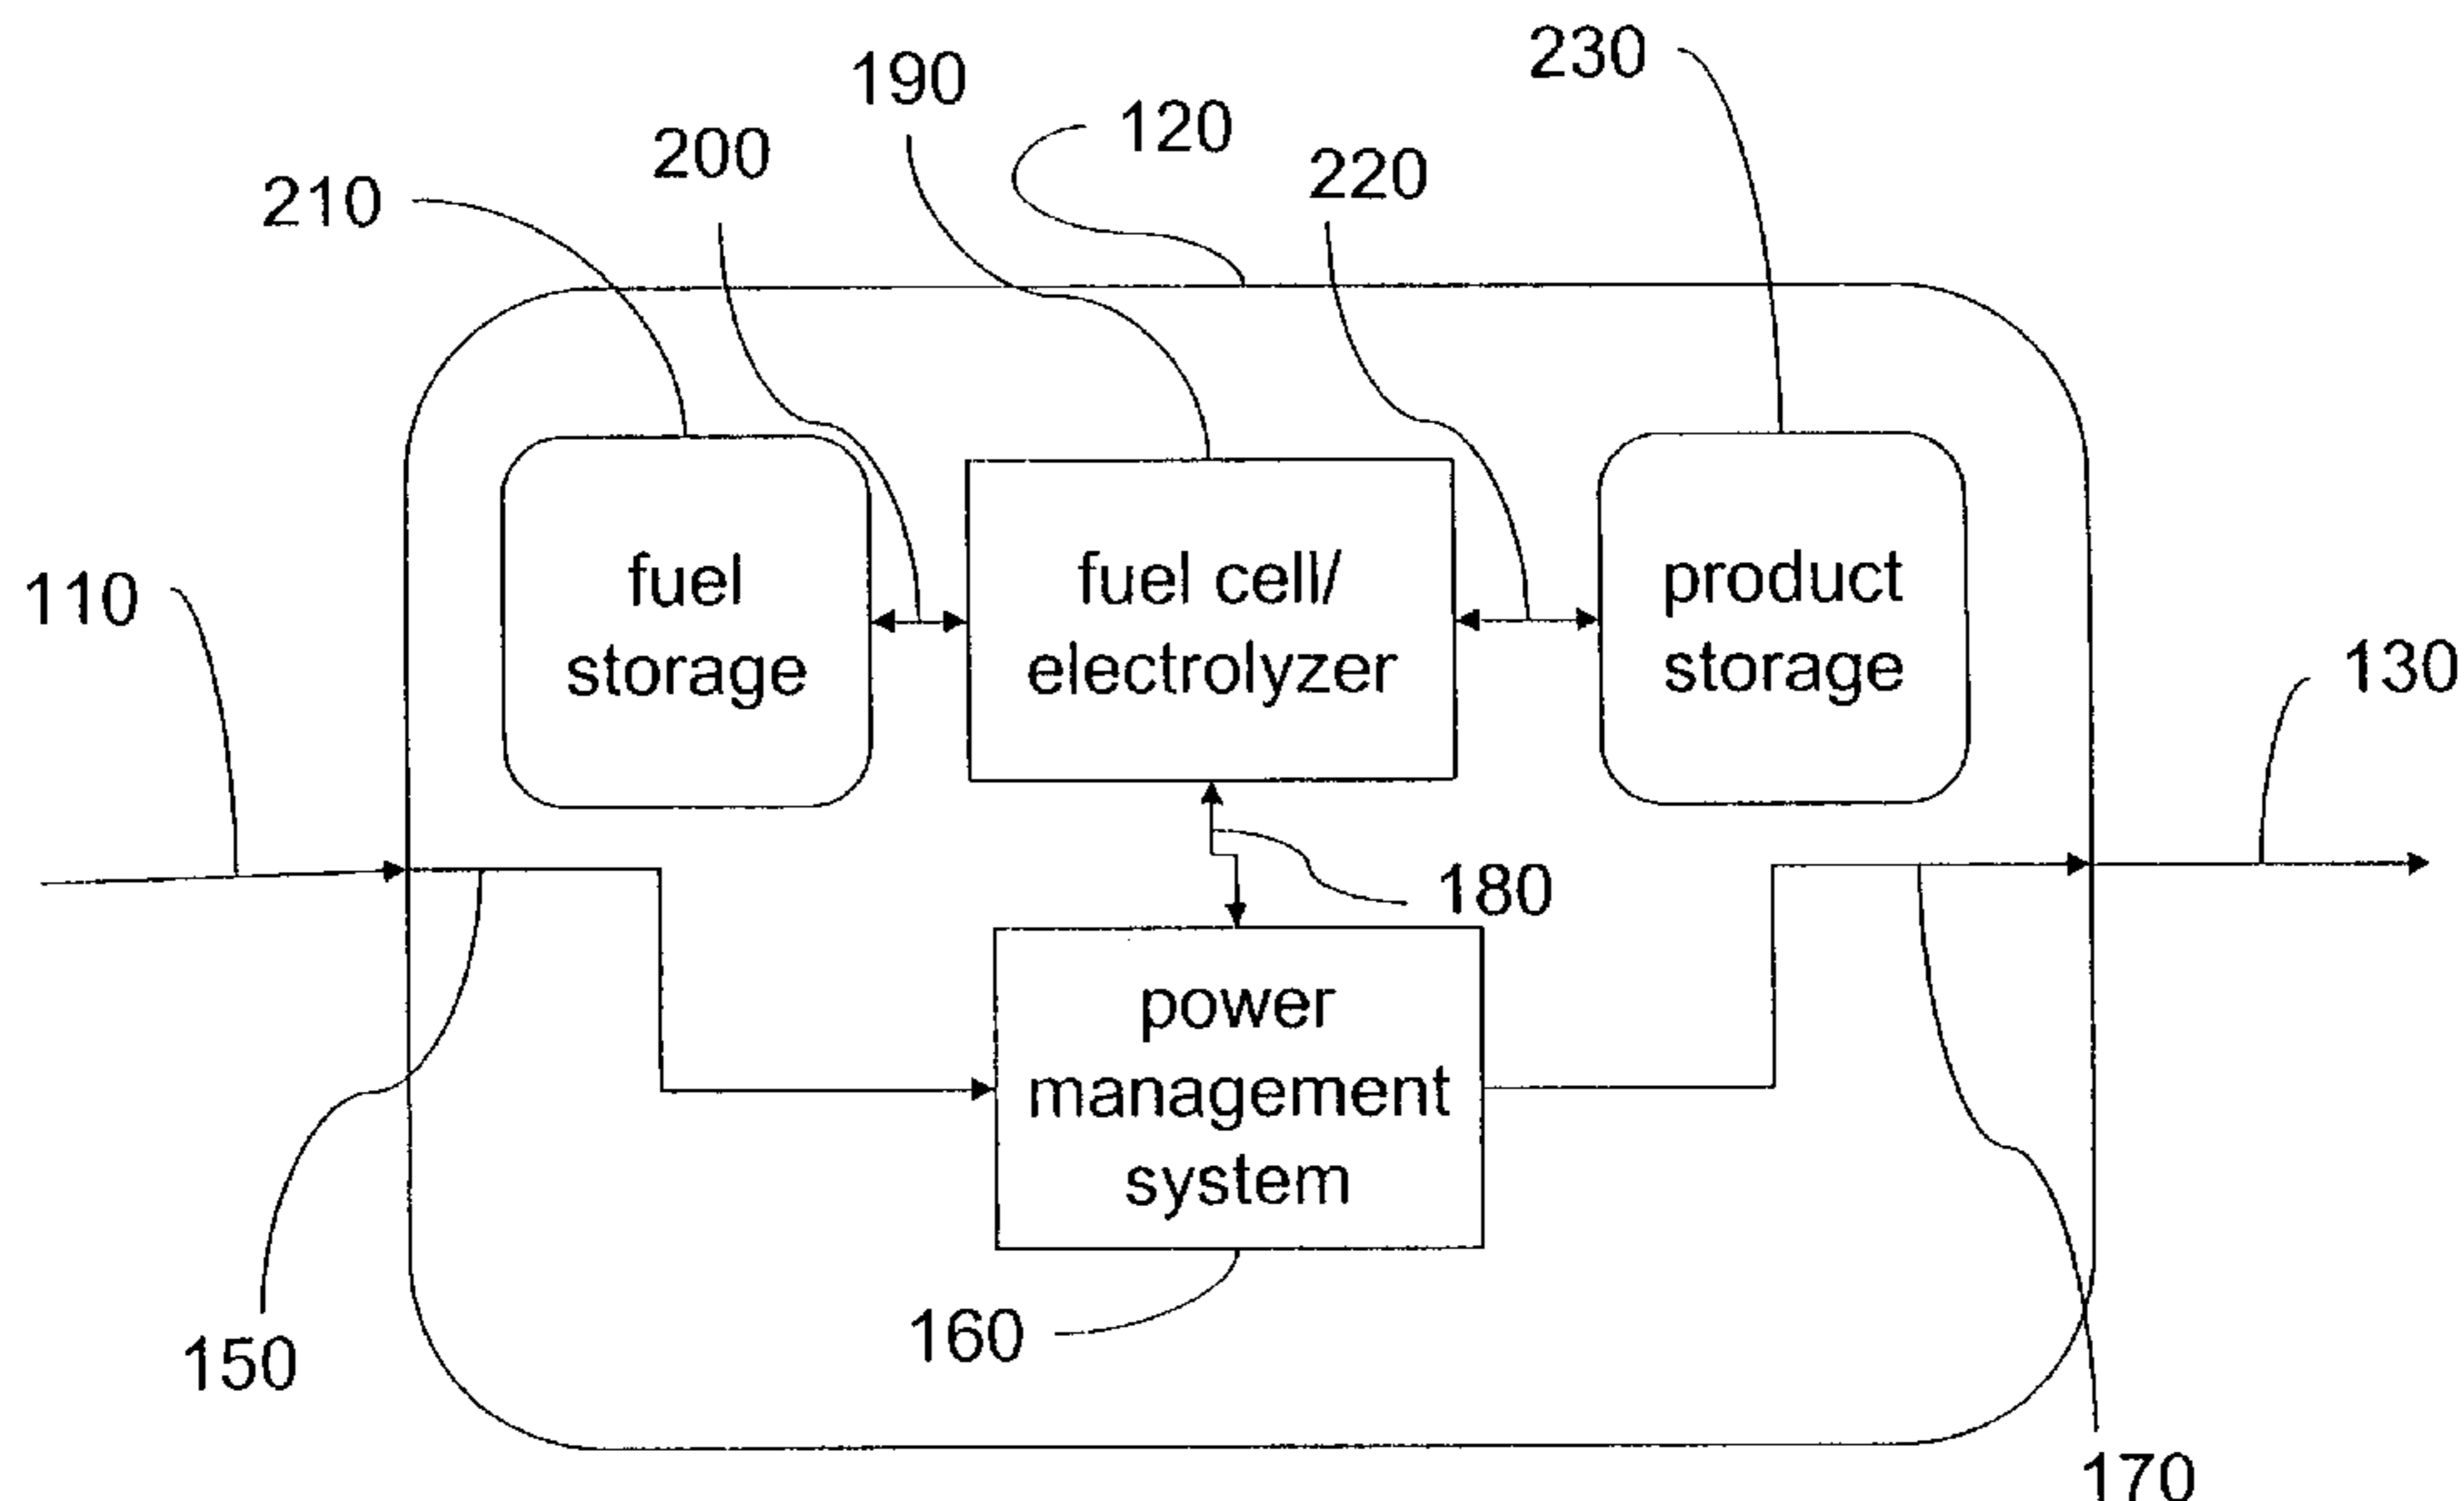 230
190
120
200
220
210
fuel
storage
fuel cell/
electrolyzer
product
storage
110
130
180
power
management
system
160
150
170